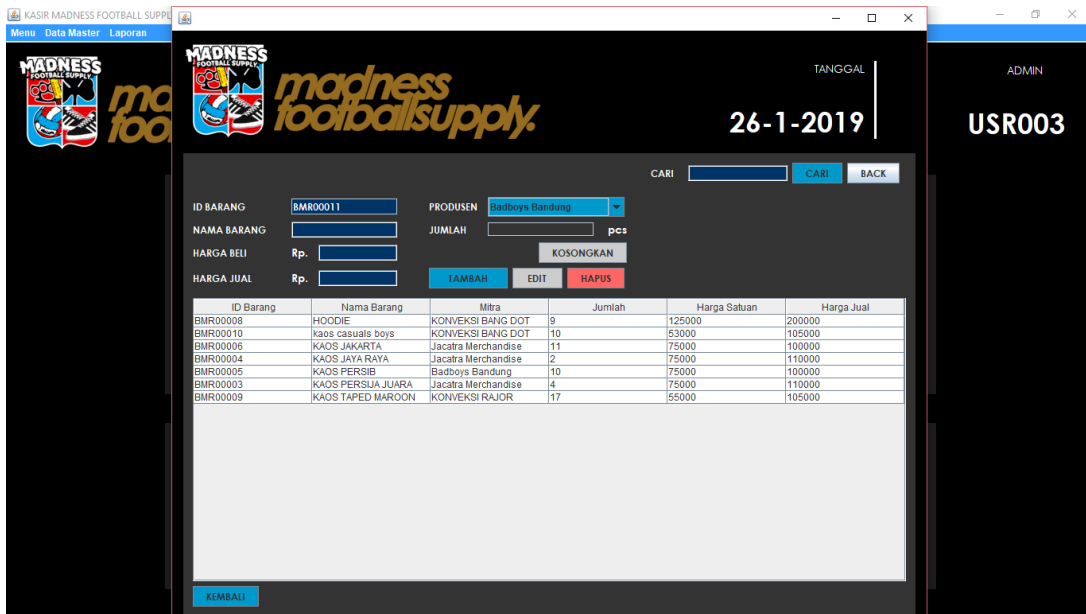 KASIR MADNESS FOOTBALL SUPPL
Menu Data Master Laporan
MADNESS
FOOTBALL SUPPLY
mad
foo
MADNESS
FOOTBALL SUPPLY
madness
footballsupply.
TANGGAL
26-1-2019
ADMIN
USR003
CARI CARI BACK
ID BARANG BMR00011 PRODUSEN Badboys Bandung
NAMA BARANG JUMLAH pcs
HARGA BELI Rp. KOSONGKAN
HARGA JUAL Rp. TAMBAH EDIT HAPUS
ID Barang Nama Barang Mitra Jumlah Harga Satuan Harga Jual
BMR00008 HOODIE KONVEKSI BANG DOT 9 125000 200000
BMR00010 kaos casuals boys KONVEKSI BANG DOT 10 53000 105000
BMR00006 KAOS JAKARTA Jacatra Merchandise 11 75000 100000
BMR00004 KAOS JAYA RAYA Jacatra Merchandise 2 75000 110000
BMR00005 KAOS PERSIB Badboys Bandung 10 75000 100000
BMR00003 KAOS PERSIJA JUARA Jacatra Merchandise 4 75000 110000
BMR00009 KAOS TAPED MAROON KONVEKSI RAJOR 17 55000 105000
KEMBALI